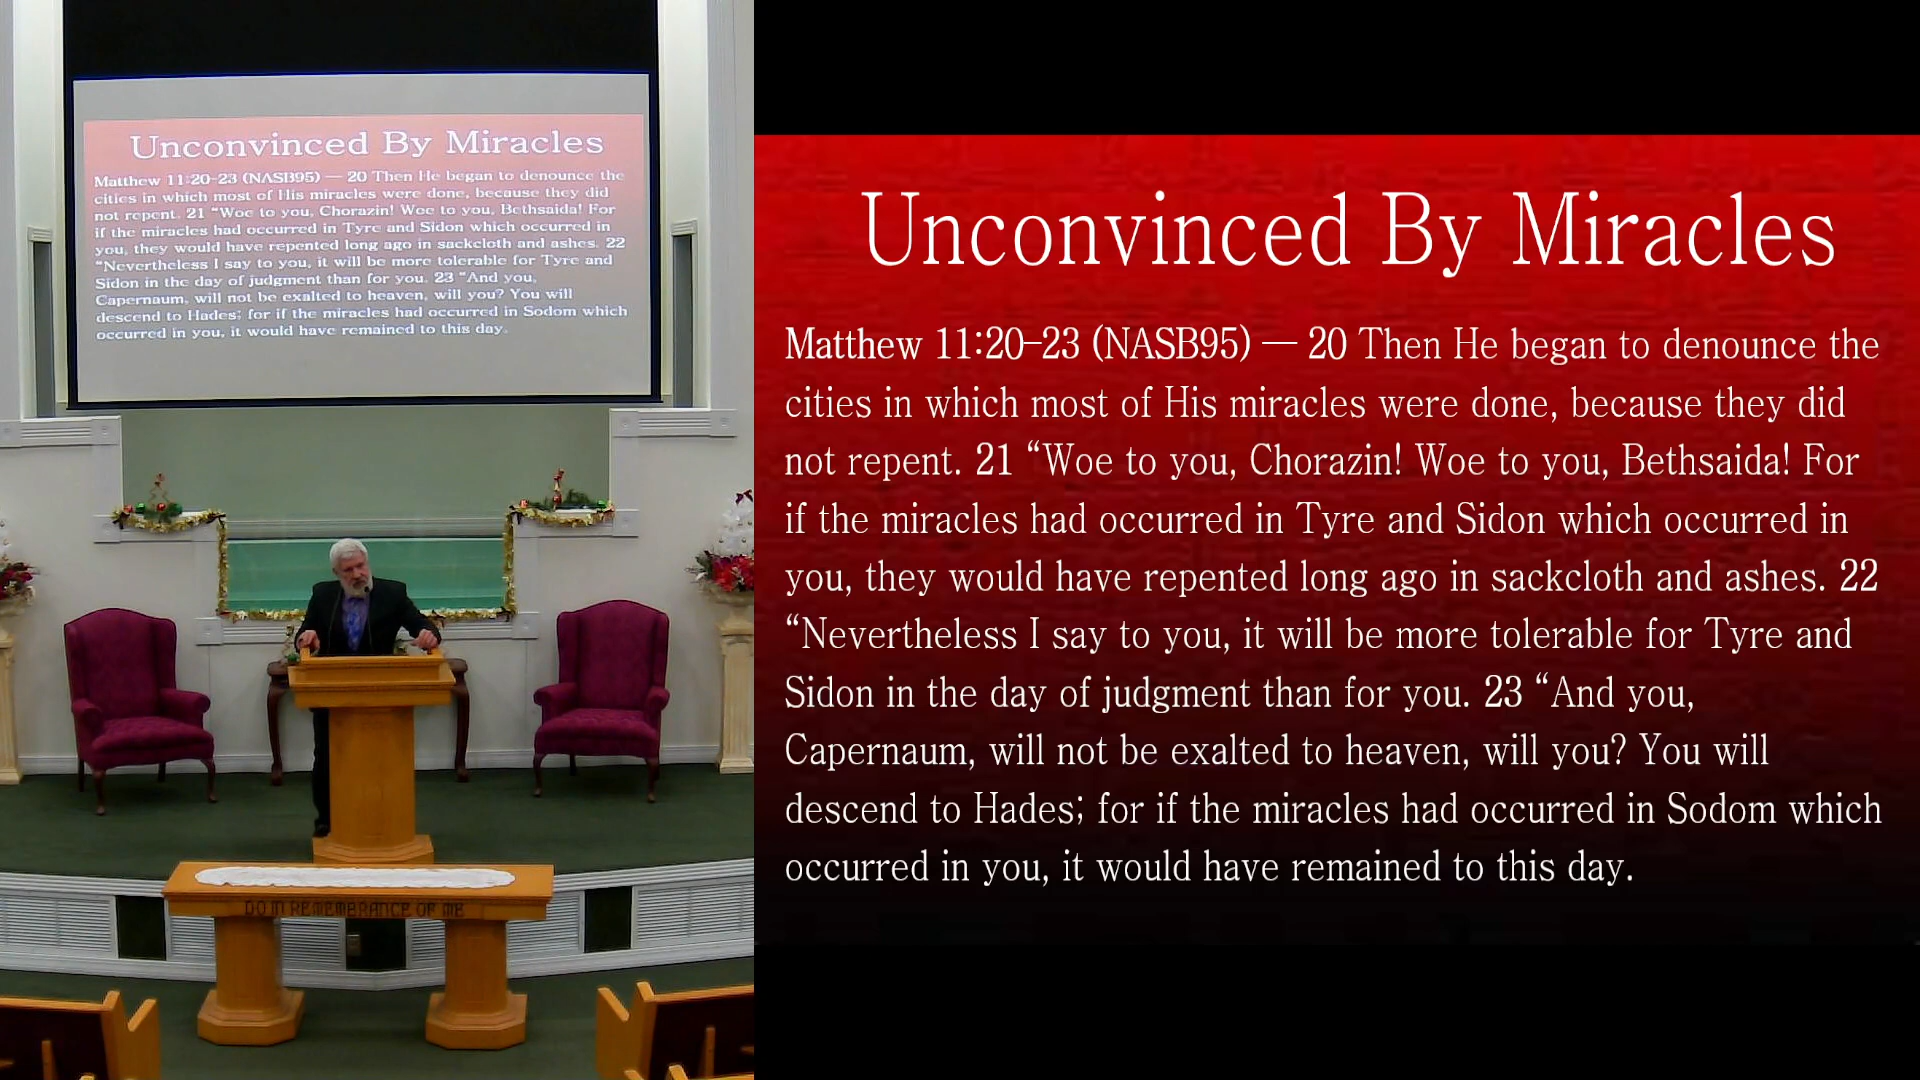 Unconvinced By Miracles
Matthew 11:20-23 (NASB95) — 20 Then He began to denounce the
cities in which most of His miracles were done, because they did
not repent. 21 “Woe to you, Chorazin! Woe to you, Bethsaida! For
if the miracles had occurred in Tyre and Sidon which occurred in
you, they would have repented long ago in sackcloth and ashes. 22
“Nevertheless I say to you, it will be more tolerable for Tyre and
Sidon in the day of judgment than for you. 23 “And you,
Capernaum, will not be exalted to heaven, will you? You will
descend to Hades; for if the miracles had occurred in Sodom which
occurred in you, it would have remained to this day.
DO IN REMEMBRANCE OF ME
Unconvinced By Miracles
Matthew 11:20–23 (NASB95) — 20 Then He began to denounce the
cities in which most of His miracles were done, because they did
not repent. 21 “Woe to you, Chorazin! Woe to you, Bethsaida! For
if the miracles had occurred in Tyre and Sidon which occurred in
you, they would have repented long ago in sackcloth and ashes. 22
“Nevertheless I say to you, it will be more tolerable for Tyre and
Sidon in the day of judgment than for you. 23 “And you,
Capernaum, will not be exalted to heaven, will you? You will
descend to Hades; for if the miracles had occurred in Sodom which
occurred in you, it would have remained to this day.